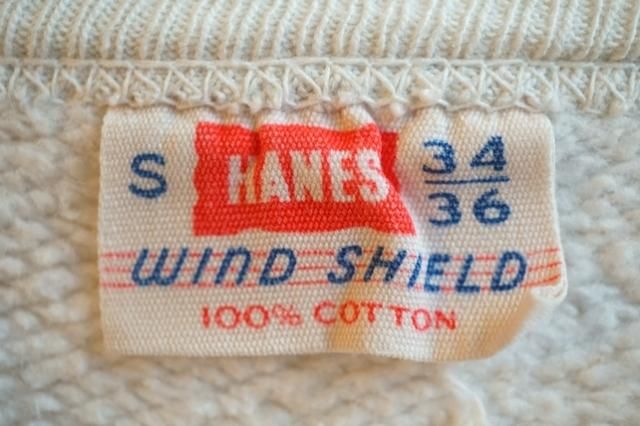 S HANES 34
36
WIND SHIELD
100% COTTON